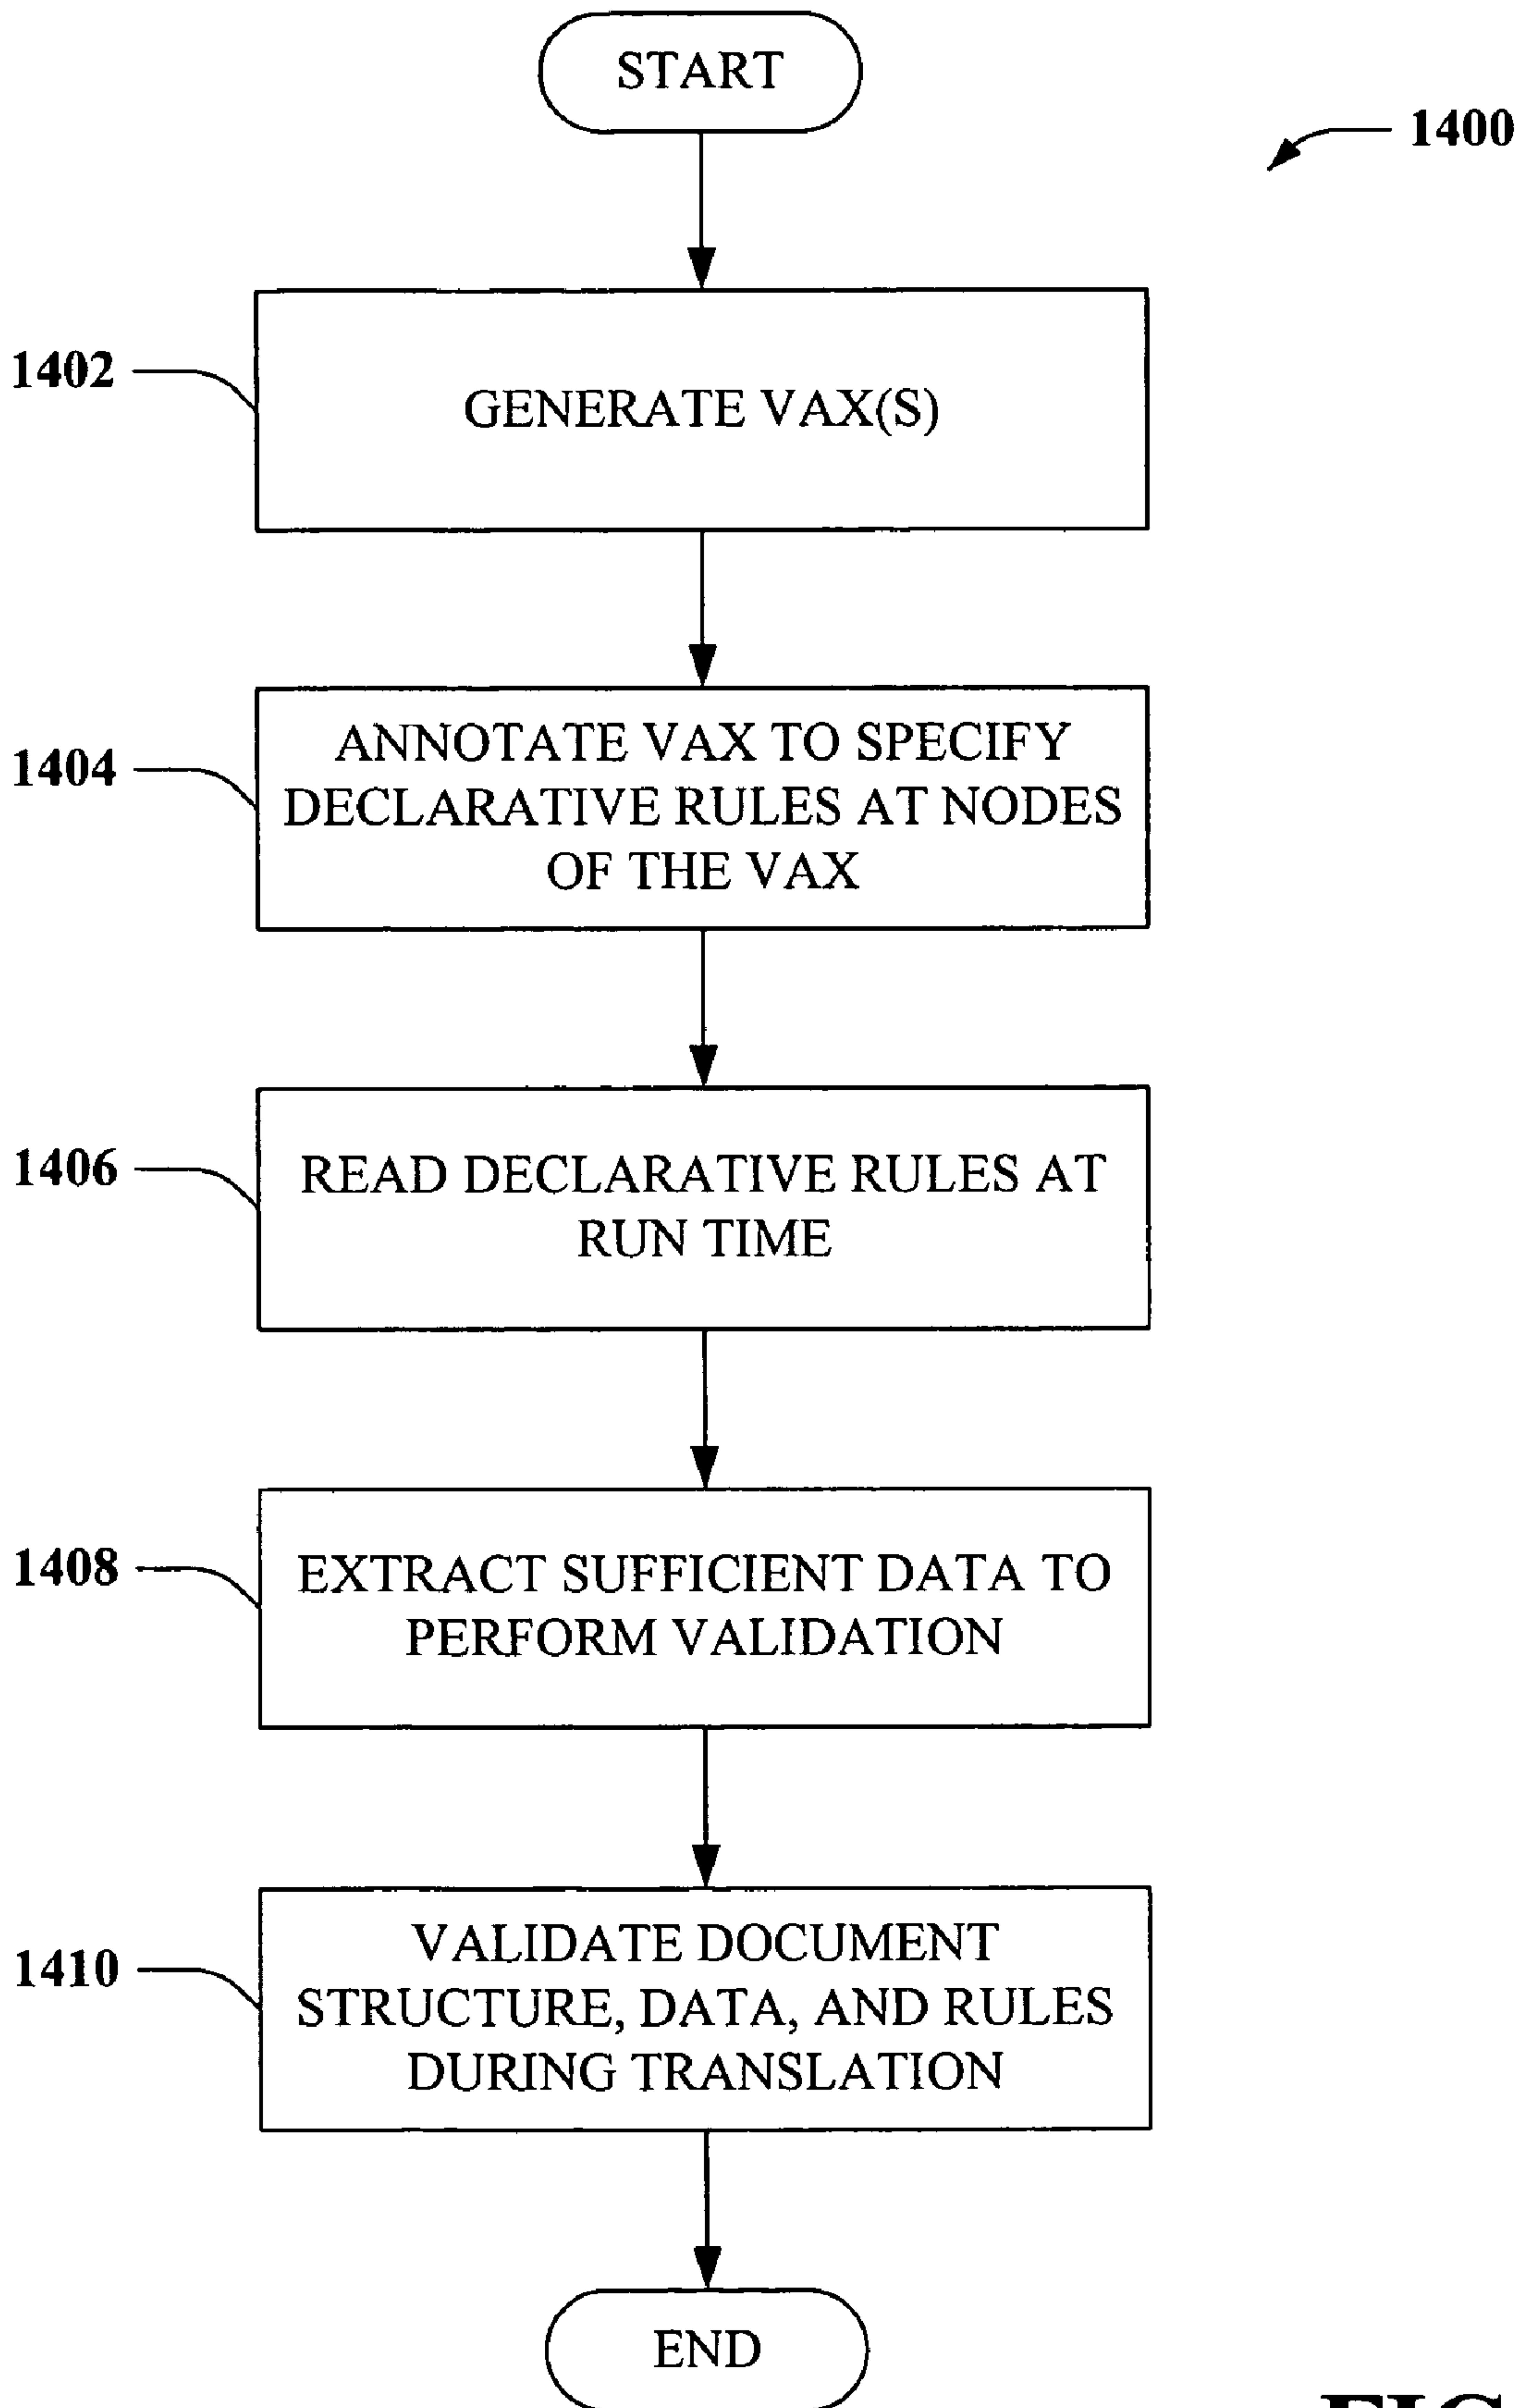 START
1400
1402
GENERATE VAX(S)
1404
ANNOTATE VAX TO SPECIFY
DECLARATIVE RULES AT NODES
OF THE VAX
1406
READ DECLARATIVE RULES AT
RUN TIME
1408
EXTRACT SUFFICIENT DATA TO
PERFORM VALIDATION
1410
VALIDATE DOCUMENT
STRUCTURE, DATA, AND RULES
DURING TRANSLATION
END